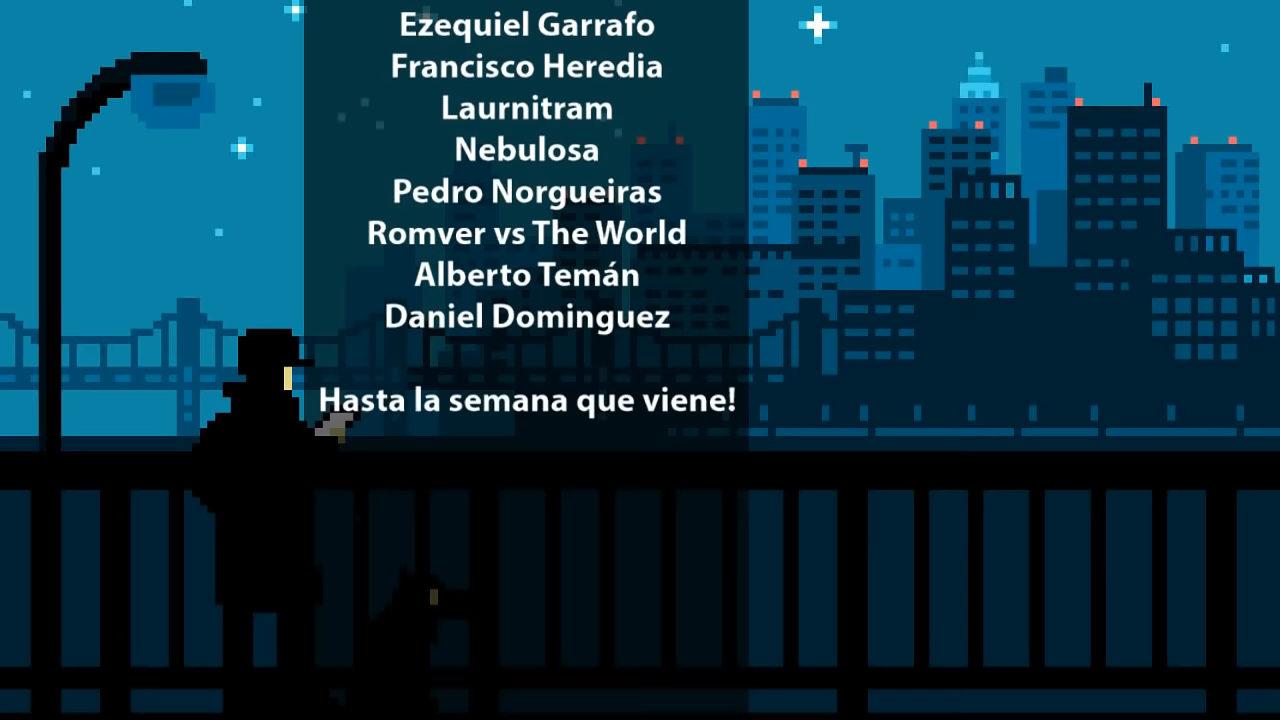 Ezequiel Garrafo
Francisco Heredia
Laurnitram
Nebulosa
Pedro Norgueiras
Romver vs The World
Alberto Temán
Daniel Dominguez
Hasta la semana que viene!